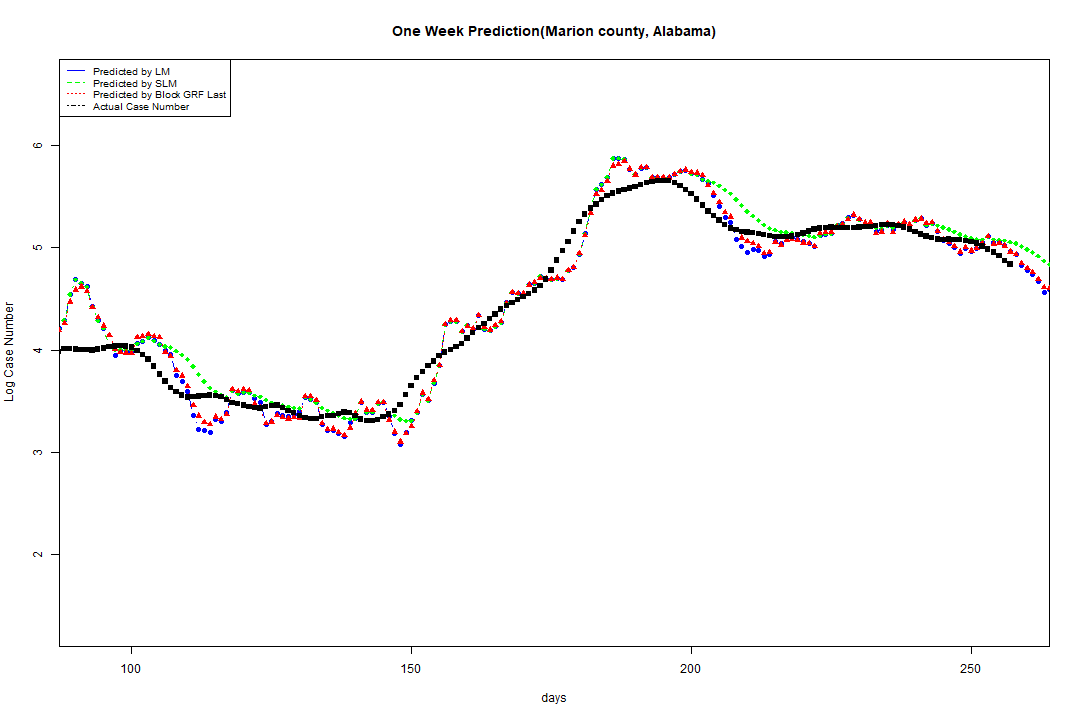 One Week Prediction(Marion county, Alabama)
Predicted by LM
Predicted by SLM
Predicted by Block GRF Last
Actual Case Number
6
5
4
3
2
Log Case Number
100 150 200 250
days